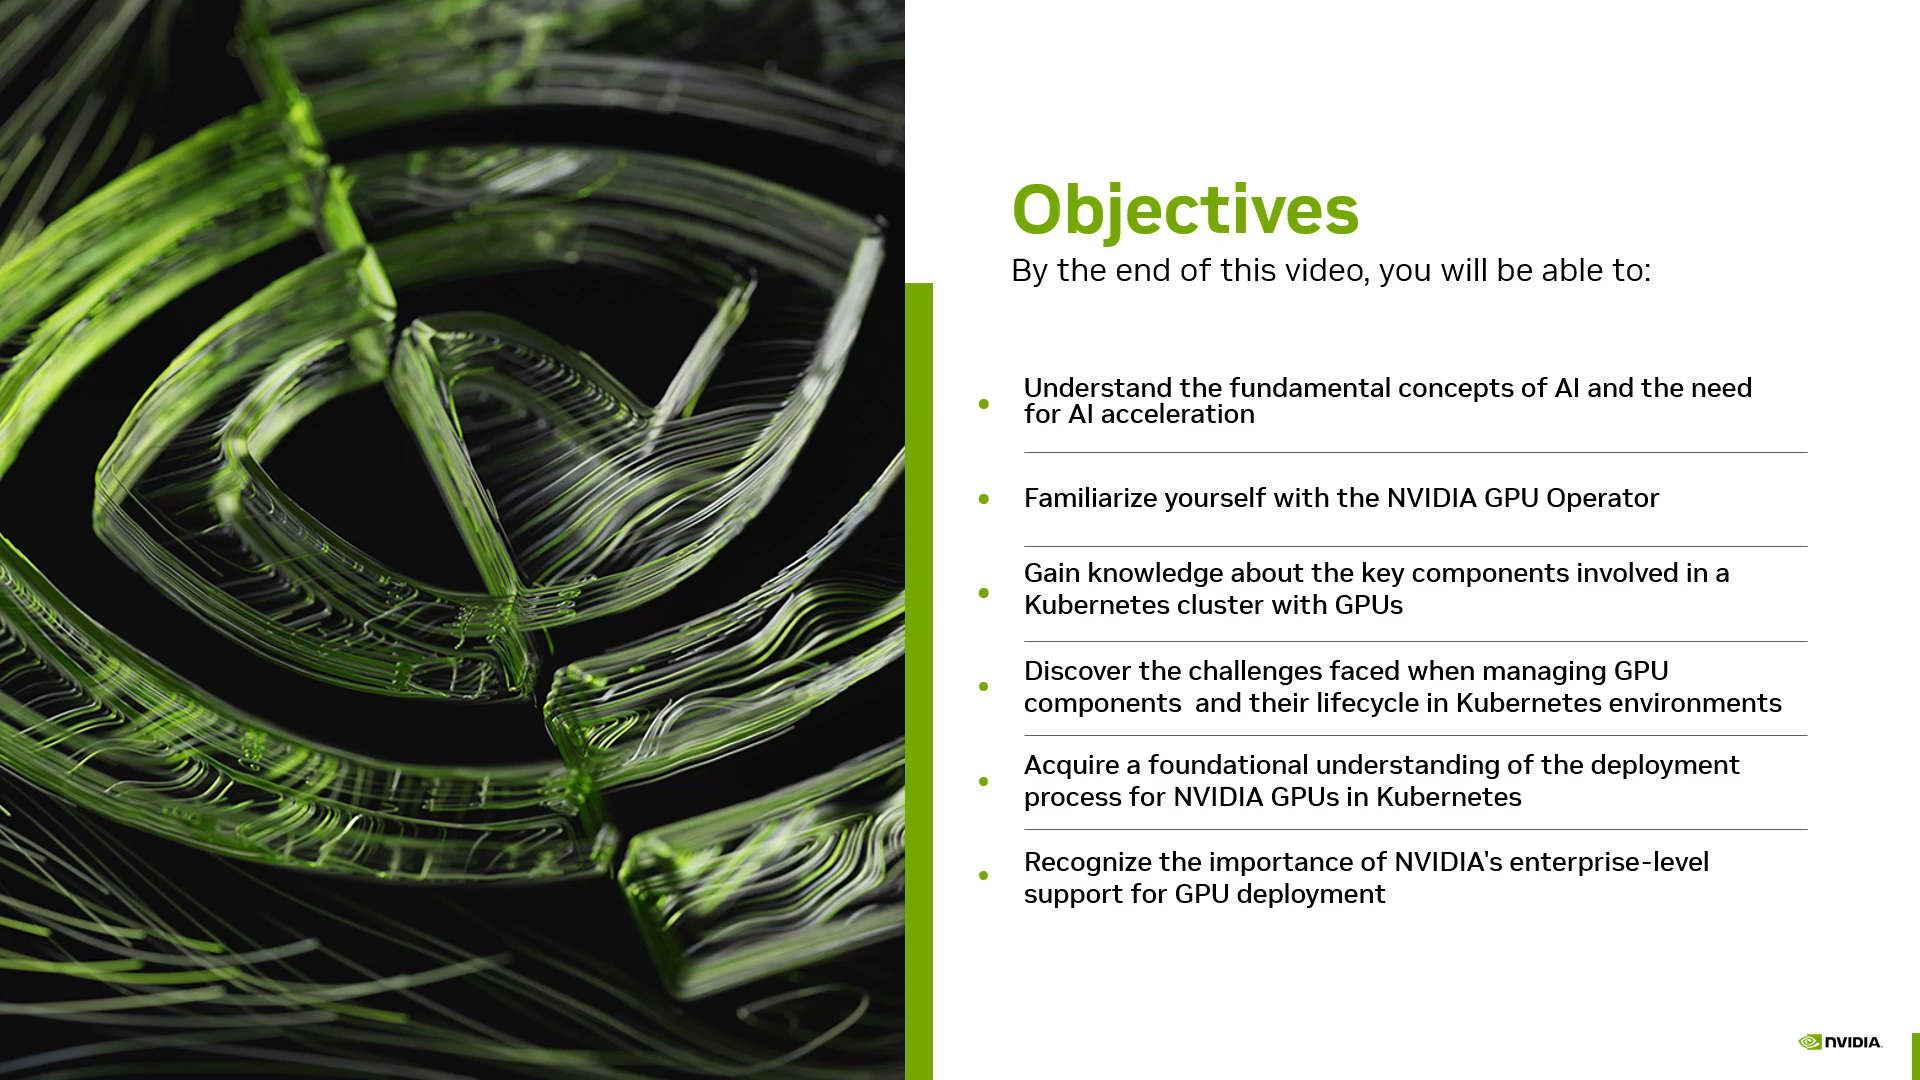 Objectives
By the end of this video, you will be able to:
Understand the fundamental concepts of AI and the need
for AI acceleration
Familiarize yourself with the NVIDIA GPU Operator
Gain knowledge about the key components involved in a
Kubernetes cluster with GPUs
Discover the challenges faced when managing GPU
components  and their lifecycle in Kubernetes environments
Acquire a foundational understanding of the deployment
process for NVIDIA GPUs in Kubernetes
Recognize the importance of NVIDIA's enterprise-level
support for GPU deployment
NVIDIA.